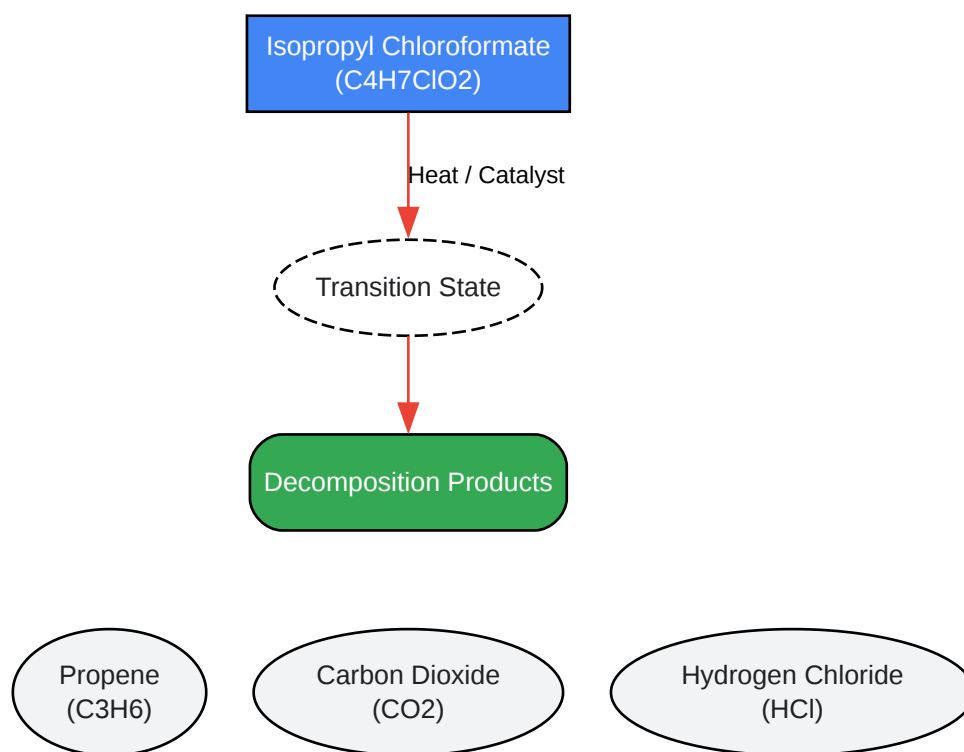 Isopropyl Chloroformate
(C4H7ClO2)
Heat / Catalyst
Transition State
Decomposition Products
Propene
(C3H6)
Carbon Dioxide
(CO2)
Hydrogen Chloride
(HCl)